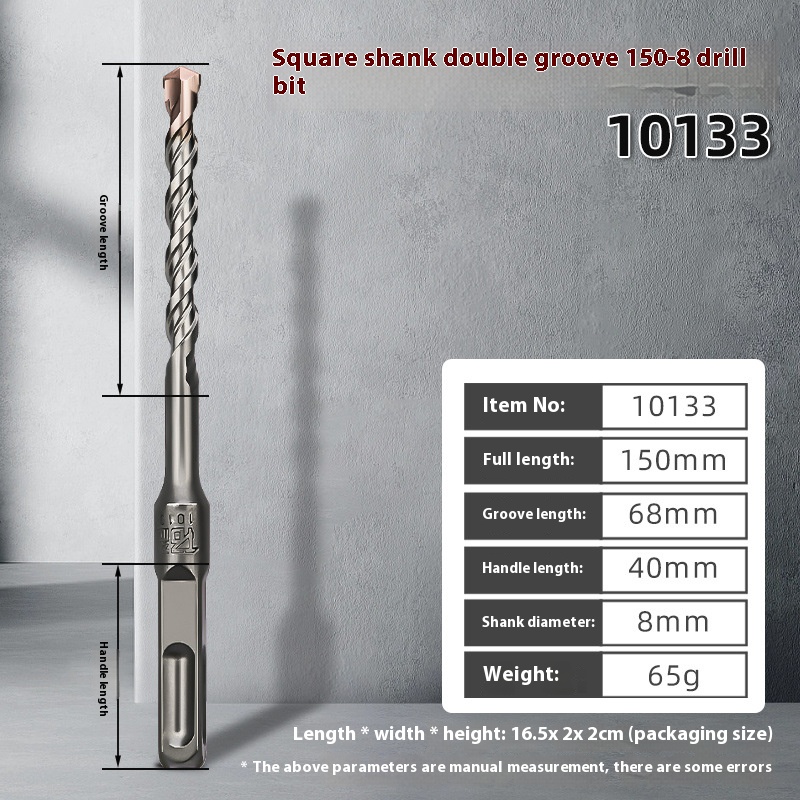 Square shank double groove 150-8 drill
bit
10133
Groove length
Item No: 10133
Full length: 150mm
Groove length: 68mm
Handle length: 40mm
Shank diameter: 8mm
Weight: 65g
Handle length
Length * width * height: 16.5x 2x 2cm (packaging size)
* The above parameters are manual measurement, there are some errors